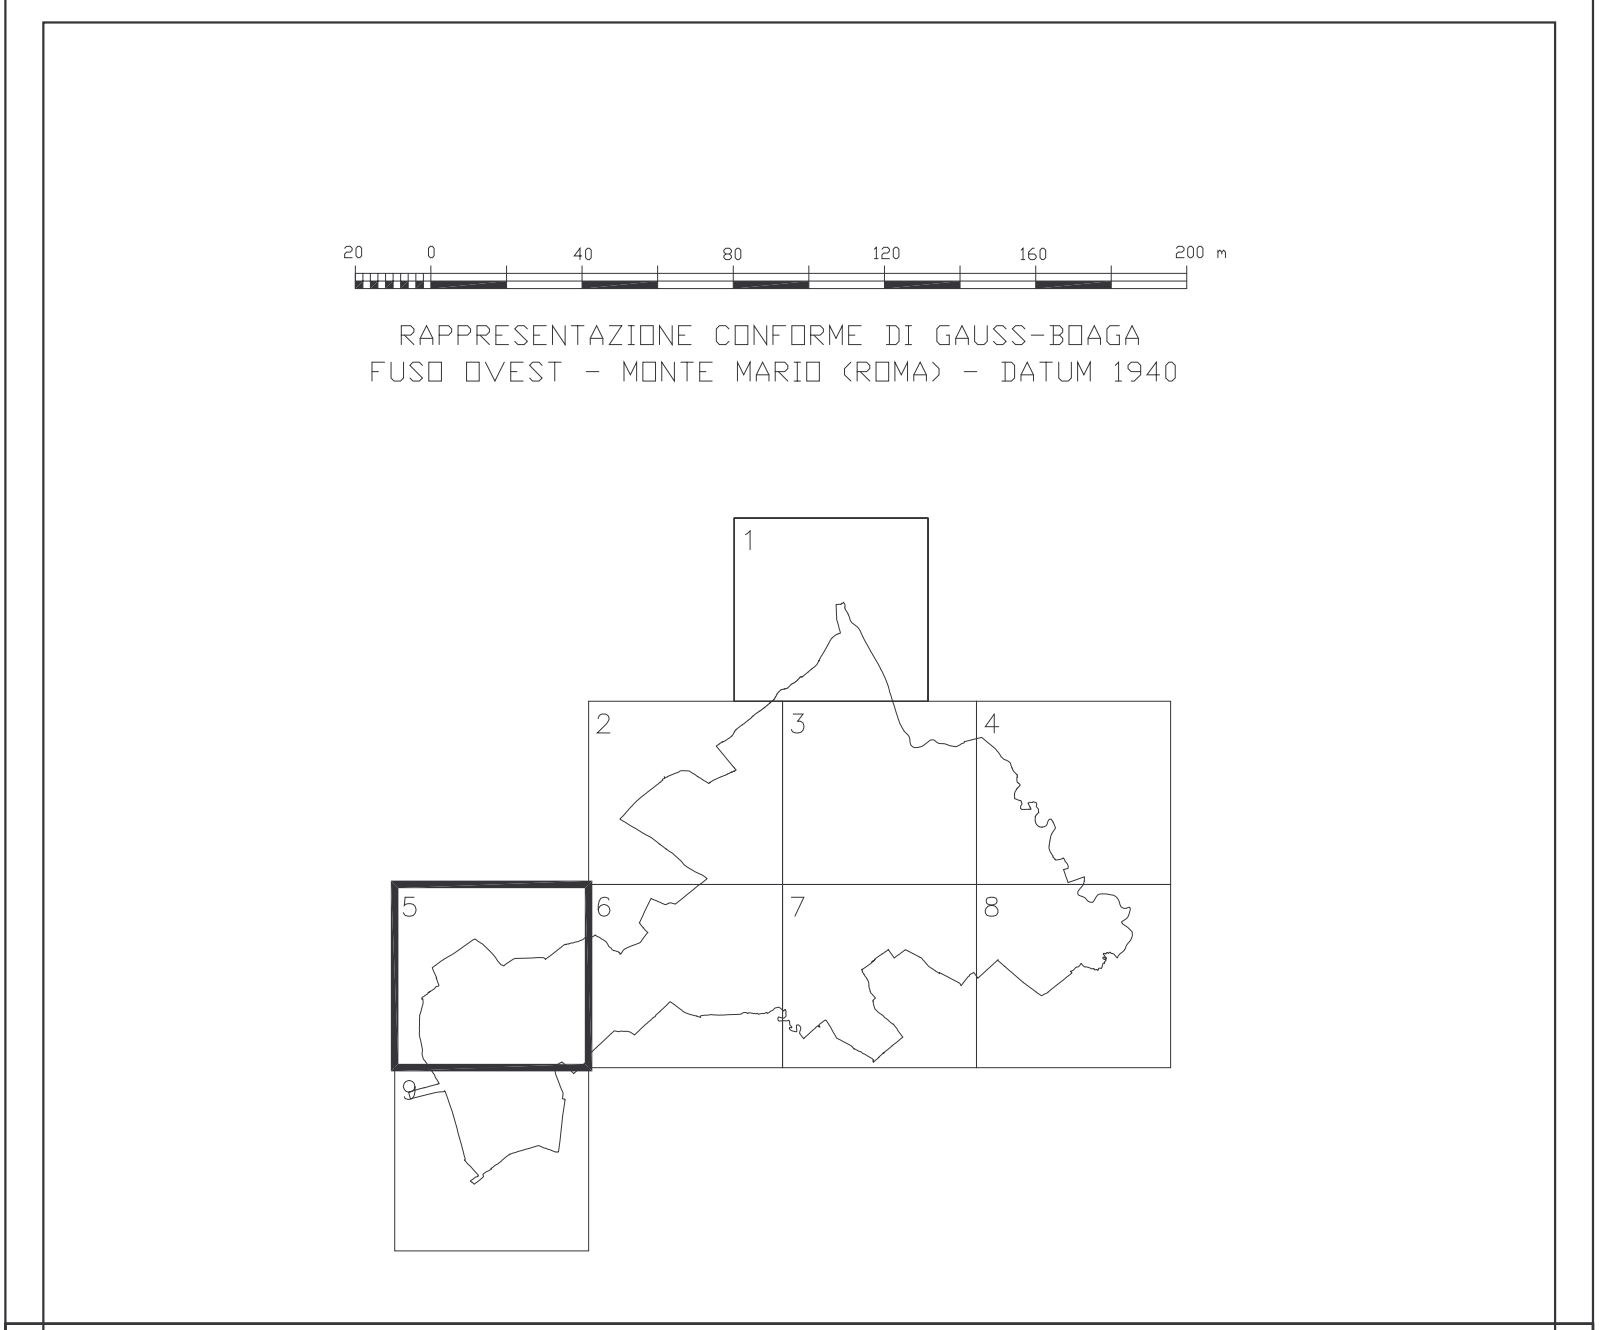 20 0 40 80 120 160 200 m
RAPPRESENTAZIONE CONFORME DI GAUSS-BOAGA
FUSO OVEST - MONTE MARIO (ROMA) - DATUM 1940
1
2 3 4
5 6 7 8
9